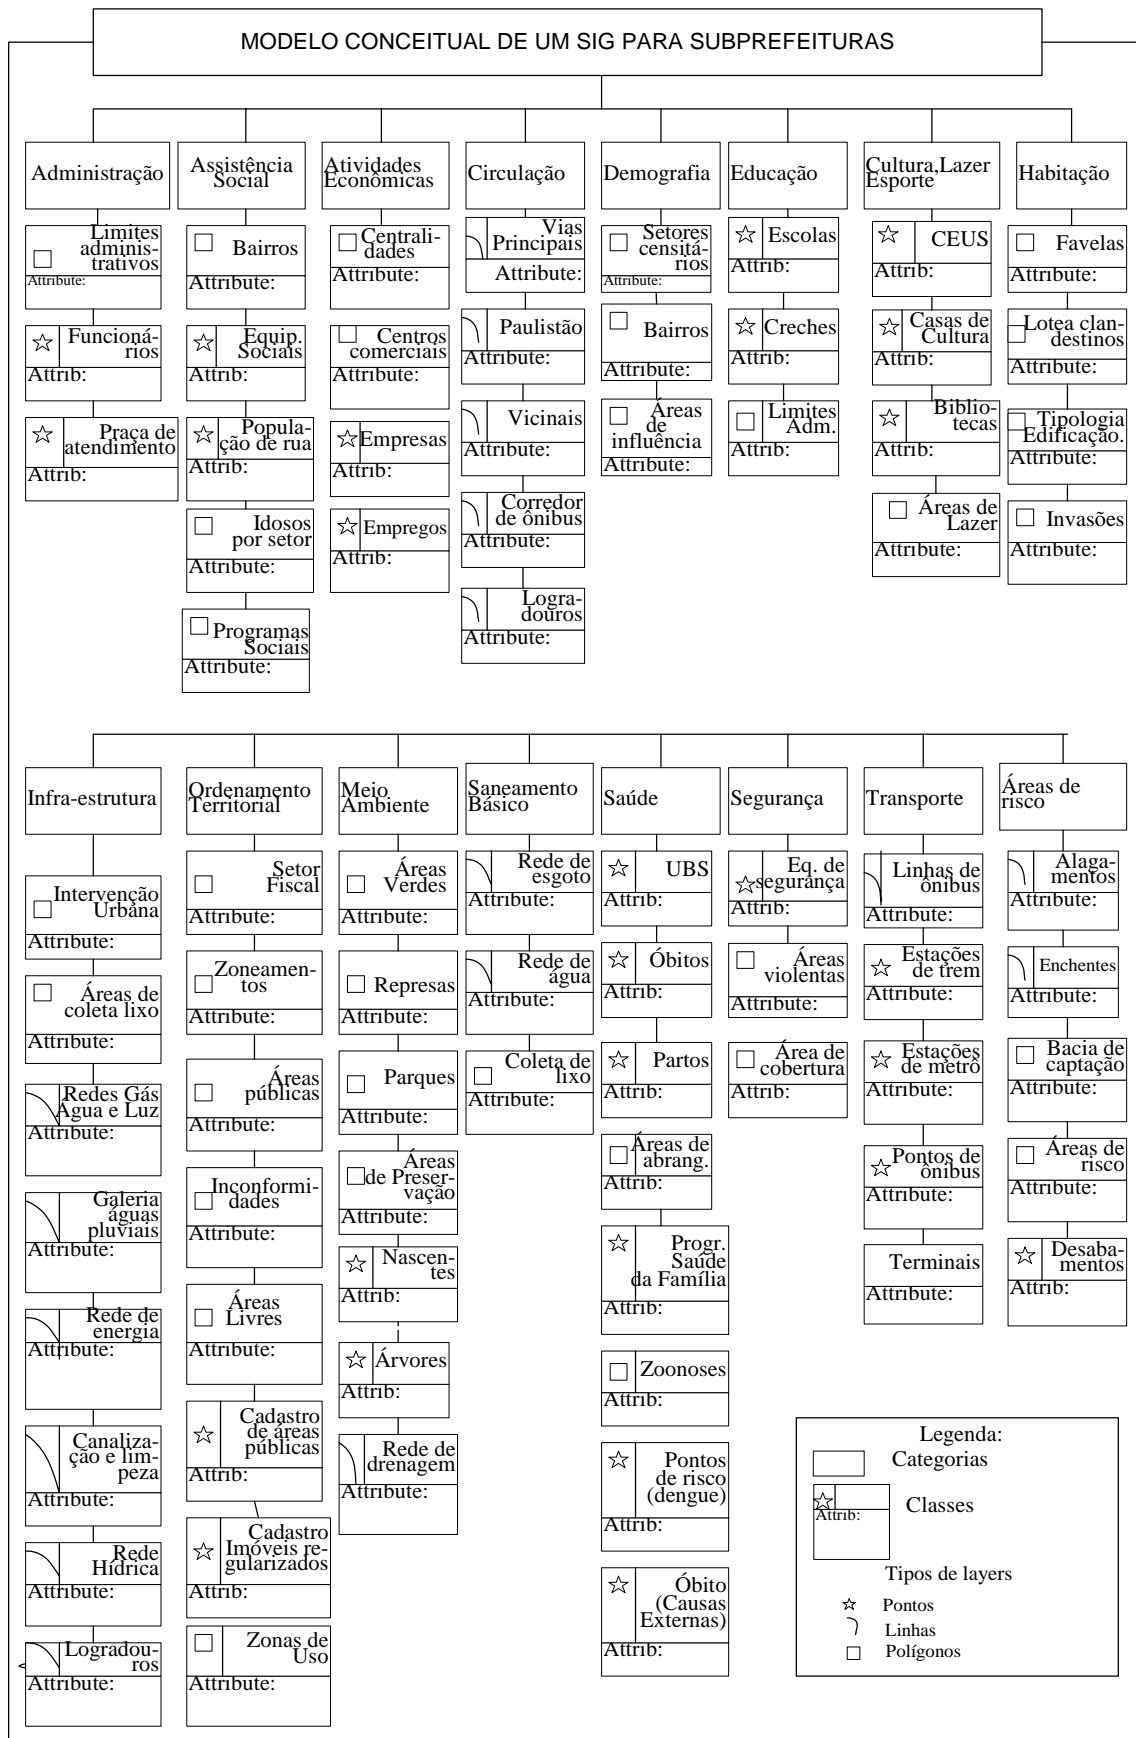 MODELO CONCEITUAL DE UM SIG PARA SUBPREFEITURAS
Administração
Limites
adminis-
trativos
Attribute:
Funcioná-
rios
Attrib:
Praça de
atendimento
Attrib:
Assistência
Social
Bairros
Attribute:
Equip.
Sociais
Attrib:
Popula-
ção de rua
Attrib:
Idosos
por setor
Attribute:
Programas
Sociais
Attribute:
Atividades
Econômicas
Centrali-
dades
Attribute:
Centros
comerciais
Attribute:
Empresas
Attrib:
Empregos
Attrib:
Circulação
Vias
Principais
Attribute:
Paulistão
Attribute:
Vicinais
Attribute:
Corredor
de ônibus
Attribute:
Logra-
douros
Attribute:
Demografia
Setores
censitá-
rios
Attribute:
Bairros
Attribute:
Áreas
de
influência
Attribute:
Educação
Escolas
Attrib:
Creches
Attrib:
Limites
Adm.
Attribute:
Cultura,Lazer
Esporte
CEUS
Attrib:
Casas de
Cultura
Attrib:
Biblio-
tecas
Attrib:
Áreas de
Lazer
Attribute:
Habitação
Favelas
Attribute:
Lotea clan-
destinos
Attribute:
Tipologia
Edificação.
Attribute:
Invasões
Attribute:
Infra-estrutura
Intervenção
Urbana
Attribute:
Áreas de
coleta lixo
Attribute:
Redes Gás
Água e Luz
Attribute:
Galeria
águas
pluviais
Attribute:
Rede de
energia
Attribute:
Canaliza-
ção e lim-
peza
Attribute:
Rede
Hídrica
Attribute:
Logradou-
ros
Attribute:
Ordenamento
Territorial
Setor
Fiscal
Attribute:
Zoneamen-
tos
Attribute:
Áreas
públicas
Attribute:
Inconformi-
dades
Attribute:
Áreas
Livres
Attribute:
Cadastro
de áreas
públicas
Attrib:
Cadastro
Imóveis re-
gularizados
Attrib:
Zonas de
Uso
Attribute:
Meio
Ambiente
Áreas
Verdes
Attribute:
Represas
Attribute:
Parques
Attribute:
Áreas
de Preser-
vação
Attribute:
Nascen-
tes
Attrib:
Árvores
Attrib:
Rede de
drenagem
Attribute:
Saneamento
Básico
Rede de
esgoto
Attribute:
Rede de
água
Attribute:
Coleta de
lixo
Attribute:
Saúde
UBS
Attrib:
Óbitos
Attrib:
Partos
Attrib:
Áreas de
abrang.
Attribute:
Progr.
Saúde
da Família
Attrib:
Zoonoses
Attrib:
Pontos
de risco
(dengue)
Attrib:
Óbito
(Causas
Externas)
Attrib:
Segurança
Eq. de
segurança
Attrib:
Áreas
violentas
Attribute:
Área de
cobertura
Attribute:
Transporte
Linhas de
ônibus
Attribute:
Estações
de trem
Attribute:
Estações
de metrô
Attribute:
Pontos de
ônibus
Attribute:
Terminais
Attribute:
Áreas de
risco
Alaga-
mentos
Attribute:
Enchentes
Attribute:
Bacia de
captação
Attribute:
Áreas de
risco
Attribute:
Desaba-
mentos
Attrib:
Legenda:
Categorias
Classes
Attrib:
Tipos de layers
Pontos
Linhas
Polígonos